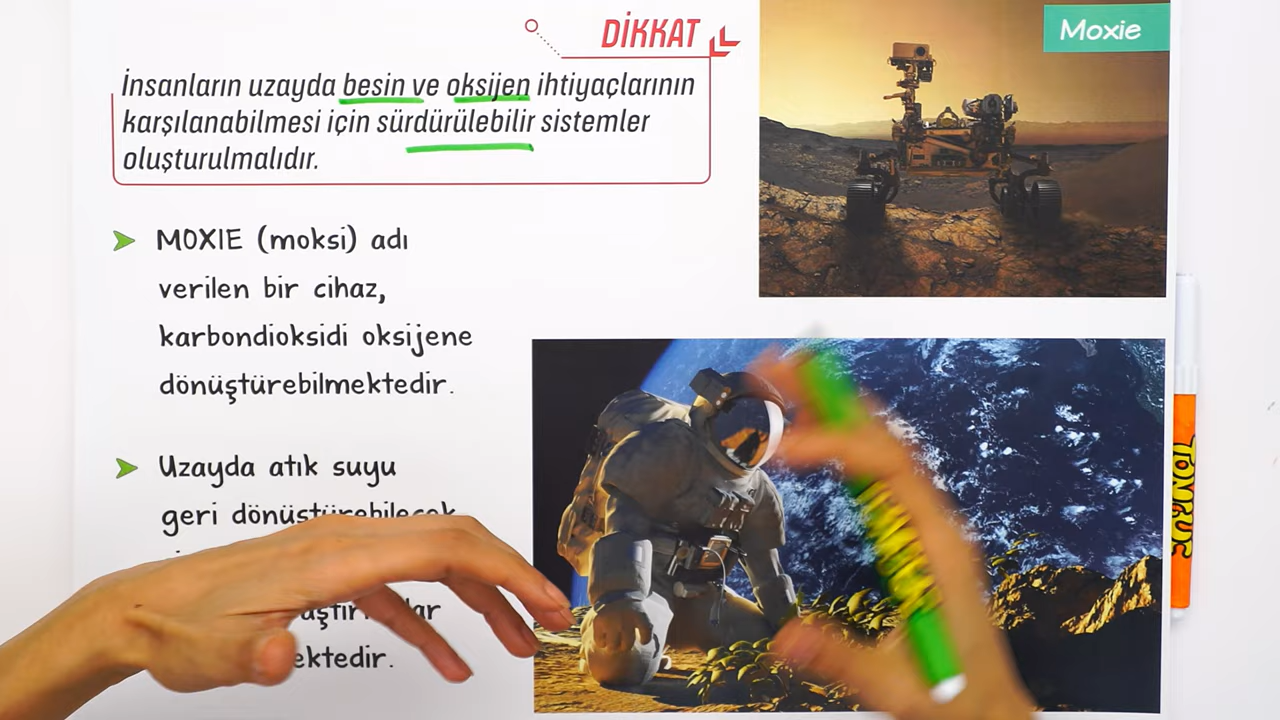 DİKKAT
İnsanların uzayda besin ve oksijen ihtiyaçlarının
karşılanabilmesi için sürdürülebilir sistemler
oluşturulmalıdır.
MOXIE (moksi) adı
verilen bir cihaz,
karbondioksidi oksijene
dönüştürebilmektedir.
Uzayda atık suyu
geri dönüştürebilecek
Moxie